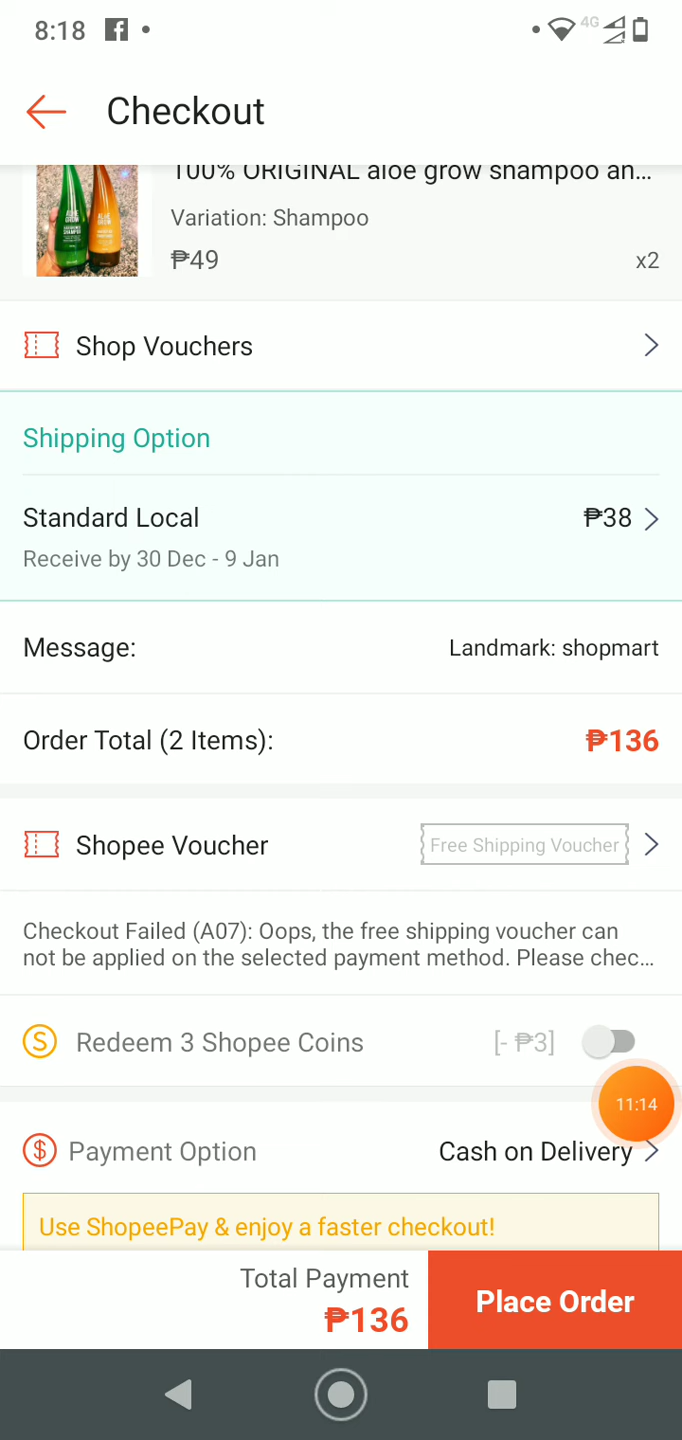 8:18
4G
Checkout
100% ORIGINAL aloe grow shampoo an...
Variation: Shampoo
₱49 x2
Shop Vouchers
Shipping Option
Standard Local ₱38
Receive by 30 Dec - 9 Jan
Message: Landmark: shopmart
Order Total (2 Items): ₱136
Shopee Voucher Free Shipping Voucher
Checkout Failed (A07): Oops, the free shipping voucher can
not be applied on the selected payment method. Please chec...
Redeem 3 Shopee Coins [- ₱3]
11:14
Payment Option Cash on Delivery
Use ShopeePay & enjoy a faster checkout!
Total Payment
₱136
Place Order